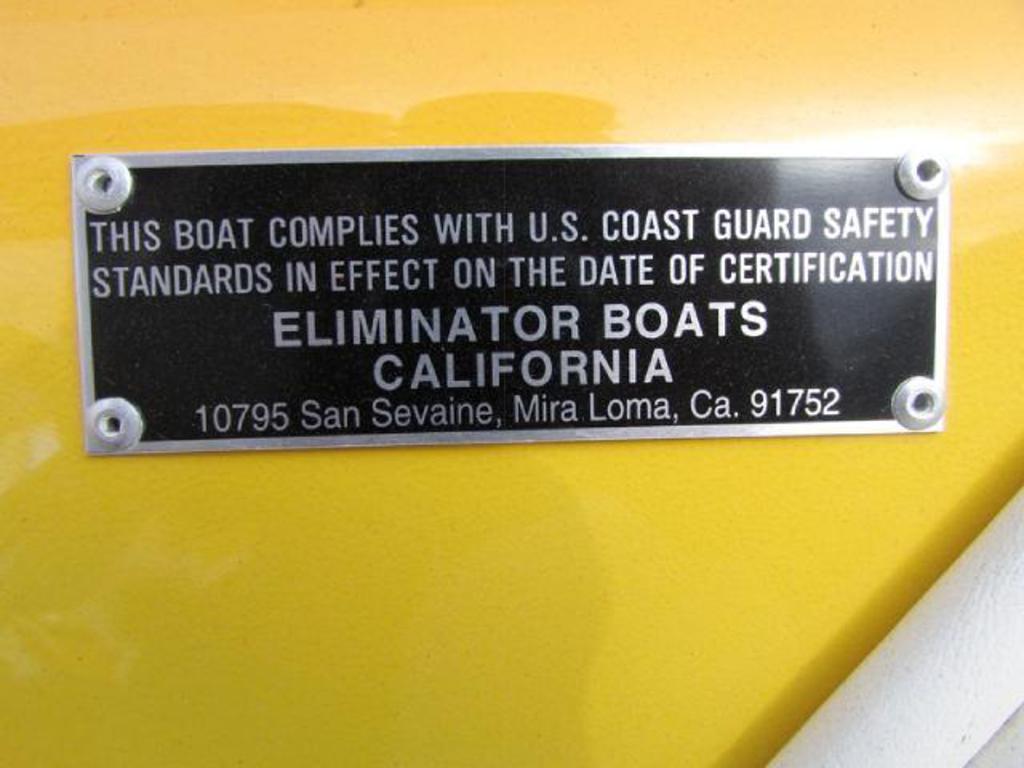 THIS BOAT COMPLIES WITH U.S. COAST GUARD SAFETY
STANDARDS IN EFFECT ON THE DATE OF CERTIFICATION
ELIMINATOR BOATS
CALIFORNIA
10795 San Sevaine, Mira Loma, Ca. 91752